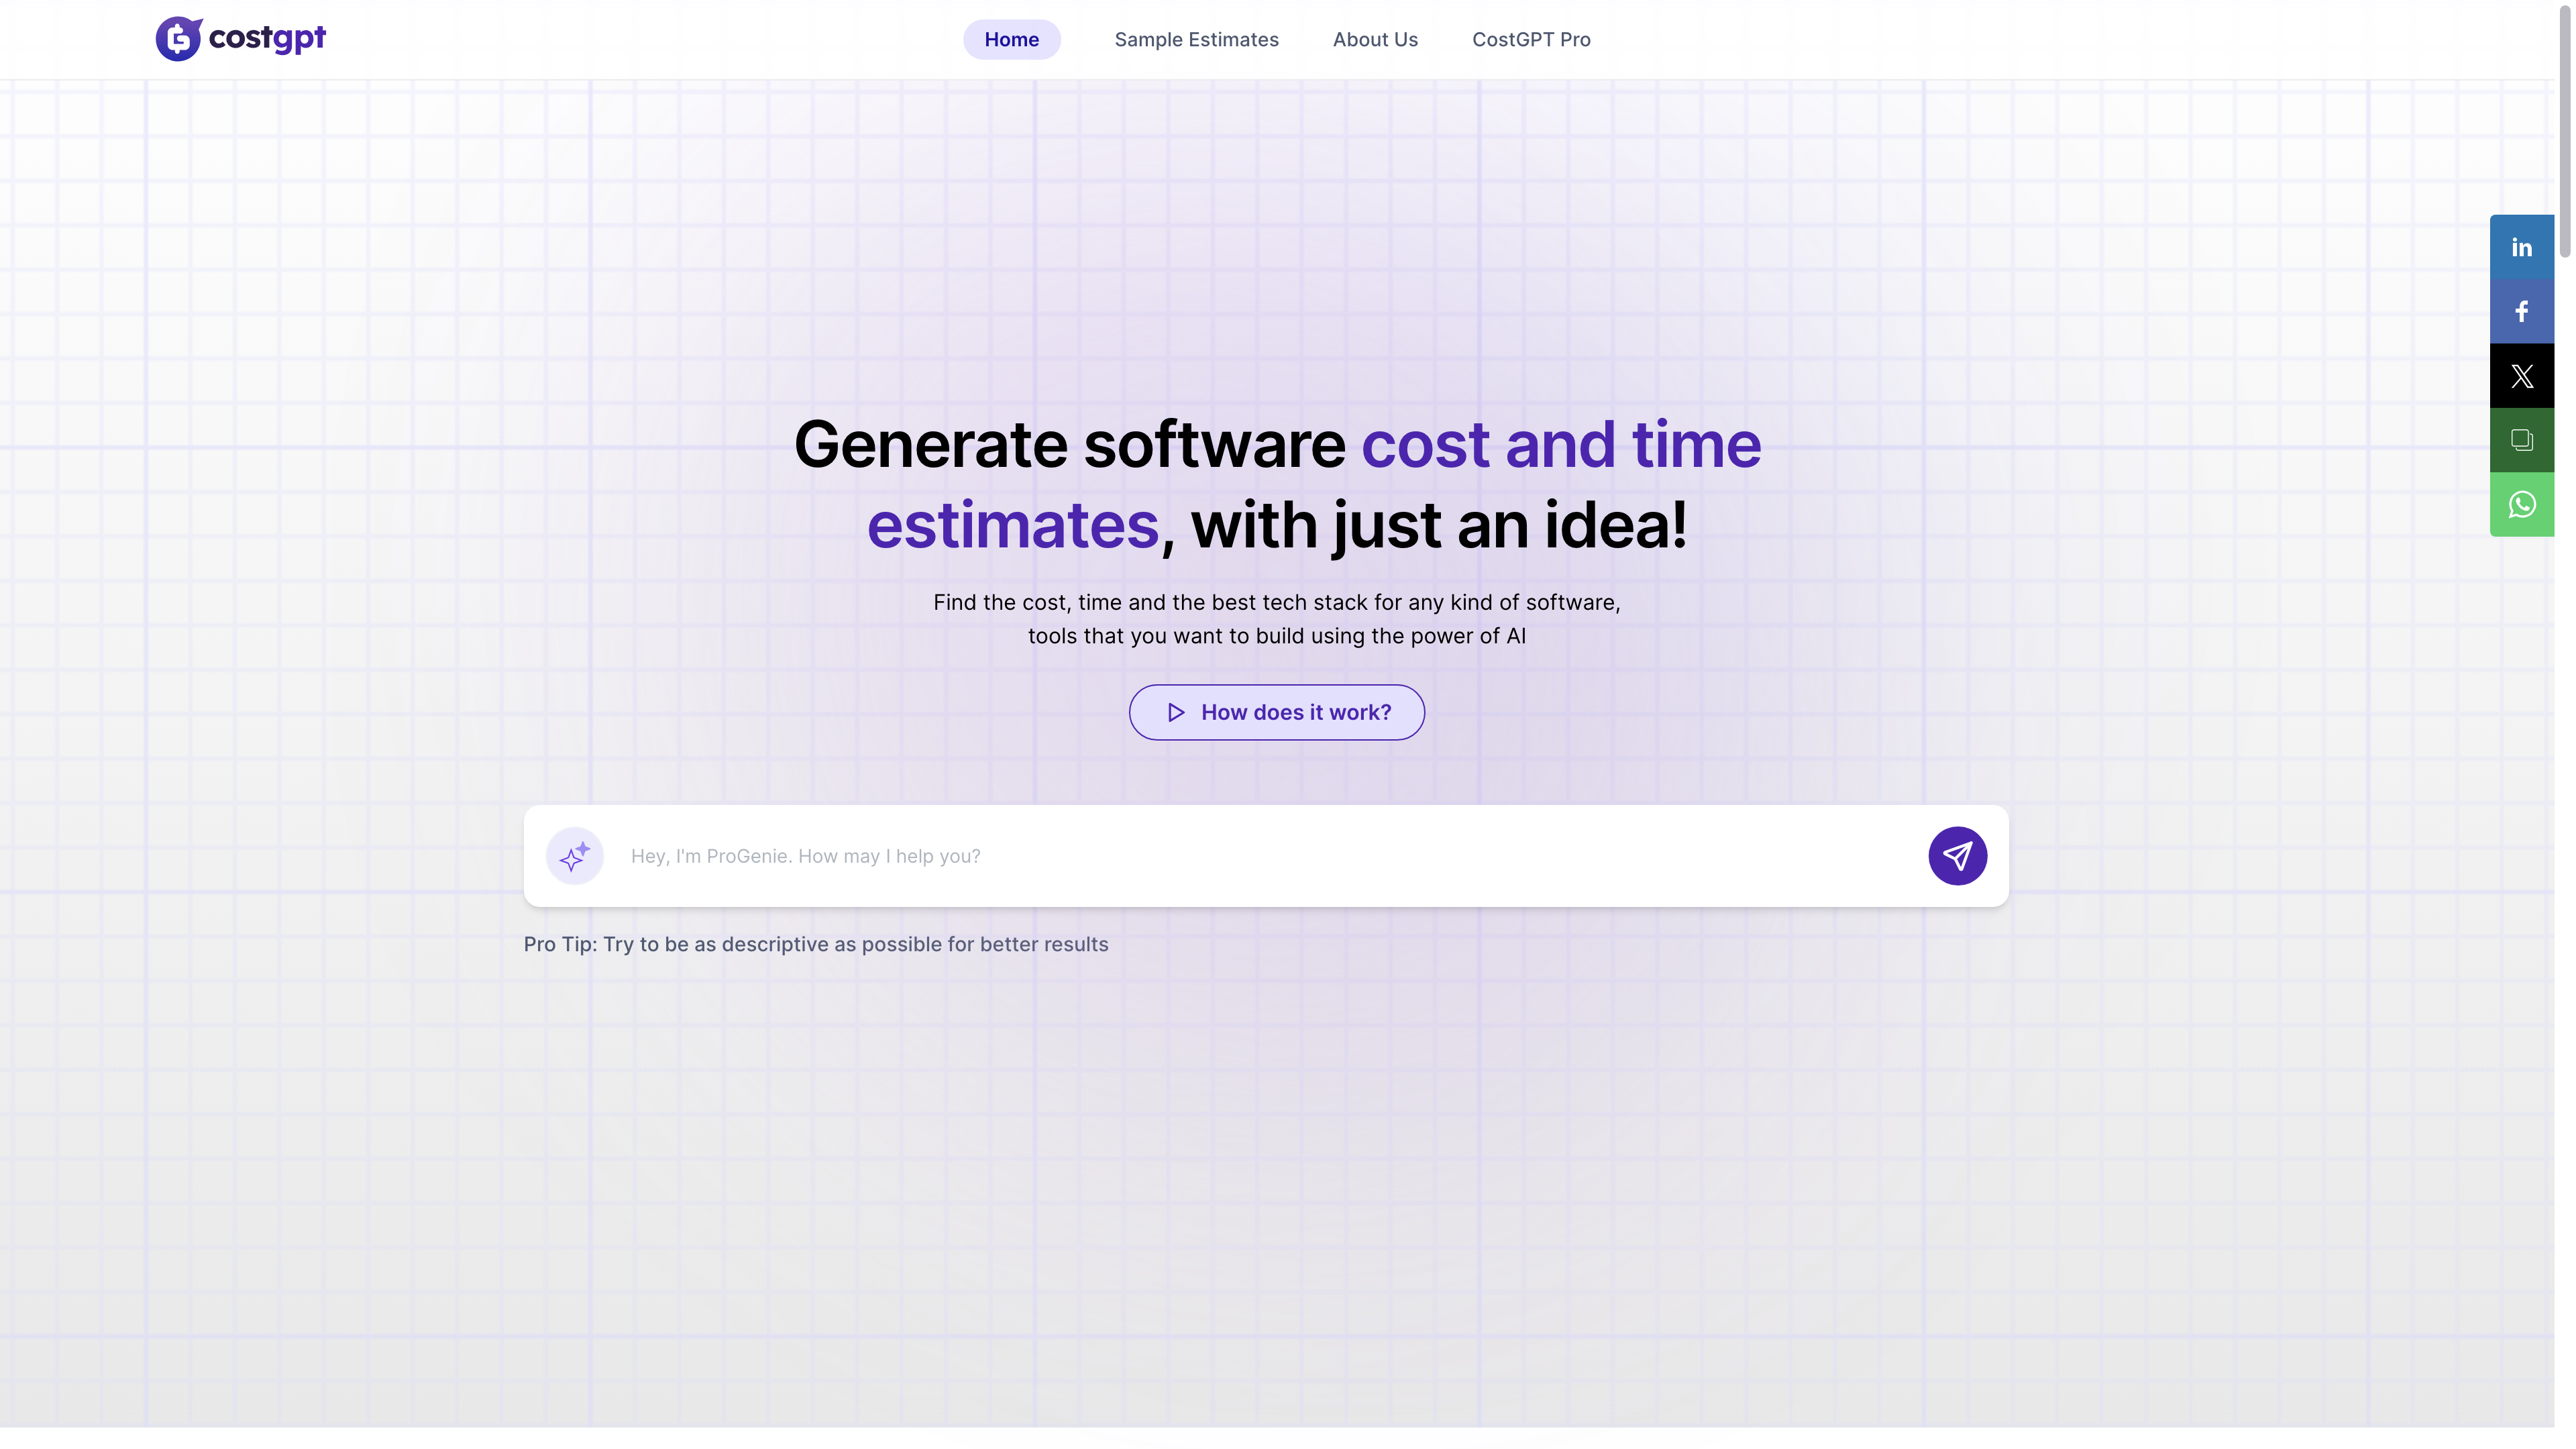 costgpt
Home
Sample Estimates
About Us
CostGPT Pro
in
f
X
Generate software cost and time
estimates, with just an idea!
Find the cost, time and the best tech stack for any kind of software,
tools that you want to build using the power of AI
How does it work?
Hey, I'm ProGenie. How may I help you?
Pro Tip: Try to be as descriptive as possible for better results